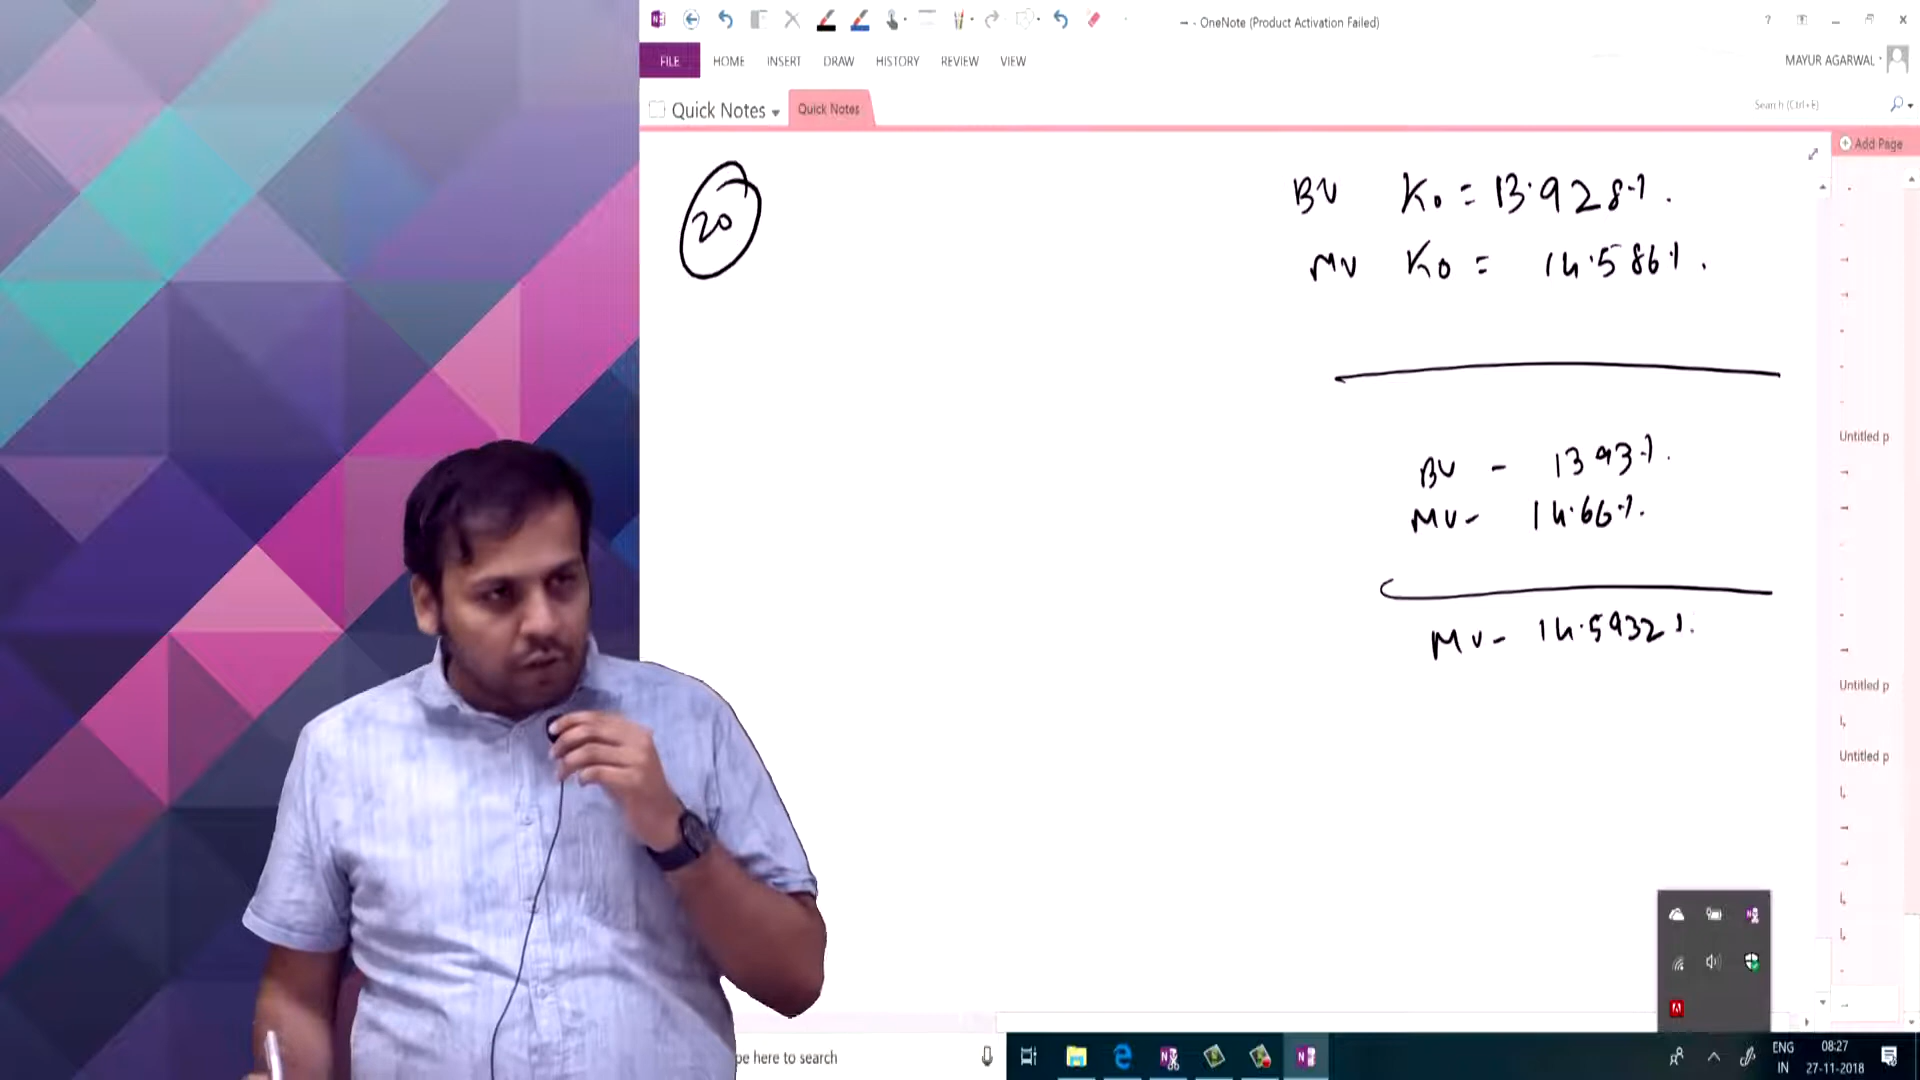 - OneNote (Product Activation Failed)
?
FILE
HOME
INSERT
DRAW
HISTORY
REVIEW
VIEW
MAYUR AGARWAL
Quick Notes
Quick Notes
Search (Ctrl+E)
Add Page
20
BV K0 = 13.928%.
MV K0 = 14.586%.
BV - 13.93%.
MV - 14.66%.
MV - 14.5932%.
Untitled p
Untitled p
Untitled p
pe here to search
ENG
IN
08:27
27-11-2018